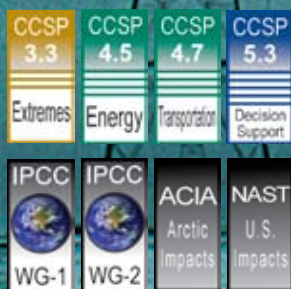 CCSP CCSP CCSP CCSP
3.3 4.5 4.7 5.3
Extremes Energy Transportation Decision Support
IPCC IPCC ACIA NAST
WG-1 WG-2 Arctic Impacts U.S. Impacts